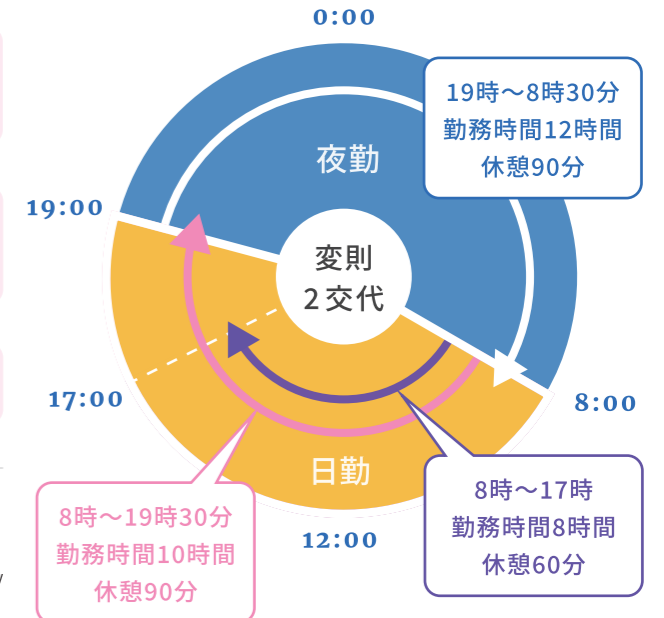 0:00
19時～8時30分
勤務時間12時間
休憩90分
夜勤
19:00
変則
2交代
17:00
8:00
日勤
8時～19時30分
勤務時間10時間
休憩90分
8時～17時
勤務時間8時間
休憩60分
12:00